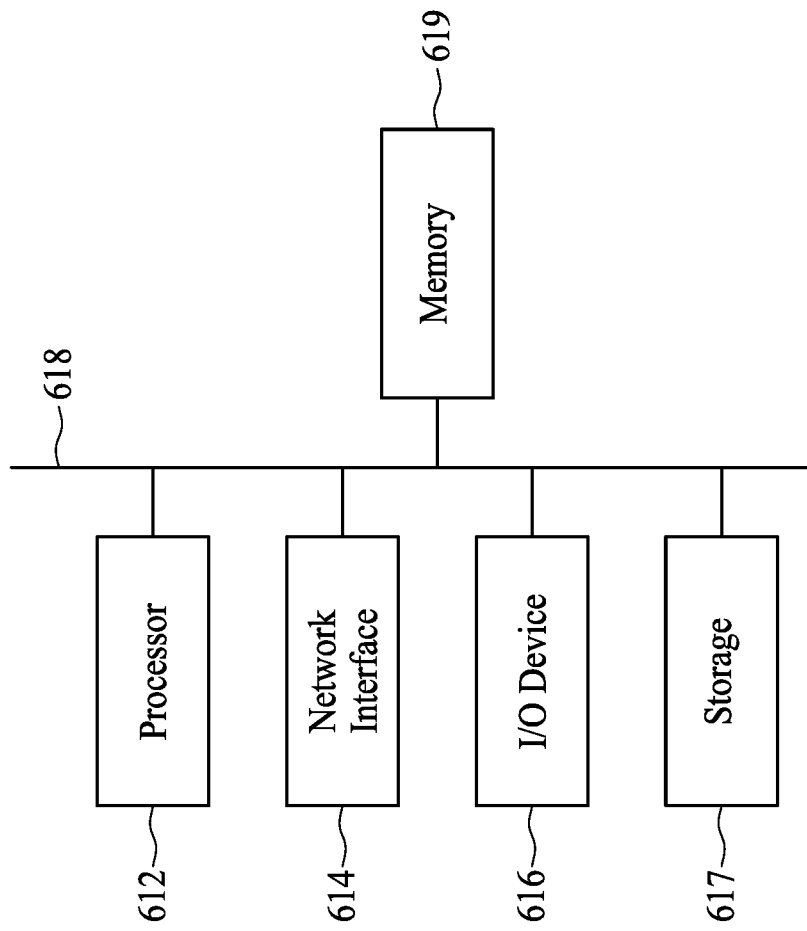 619
Memory
618
Processor
Network
Interface
I/O Device
Storage
612
614
616
617